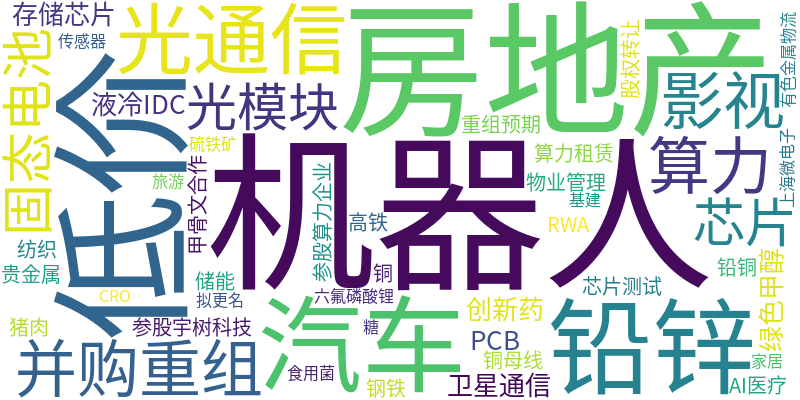 存储芯片
传感器
光通信
房地产
股权转让
有色金属物流
固态电池
低价
液冷IDC
光模块
影视
重组预期
硫铁矿
甲骨文合作
机器人
算力租赁
算力
上海微电子
旅游
参股算力企业
物业管理
基建
芯片
高铁
RWA
纺织
贵金属
储能
铜
铅铜
绿色甲醇
CRO
拟更名
六氟磷酸锂
芯片测试
创新药
铅锌
猪肉
参股宇树科技
汽车
糖
PCB
并购重组
铜母线
家居
食用菌
钢铁
卫星通信
AI医疗